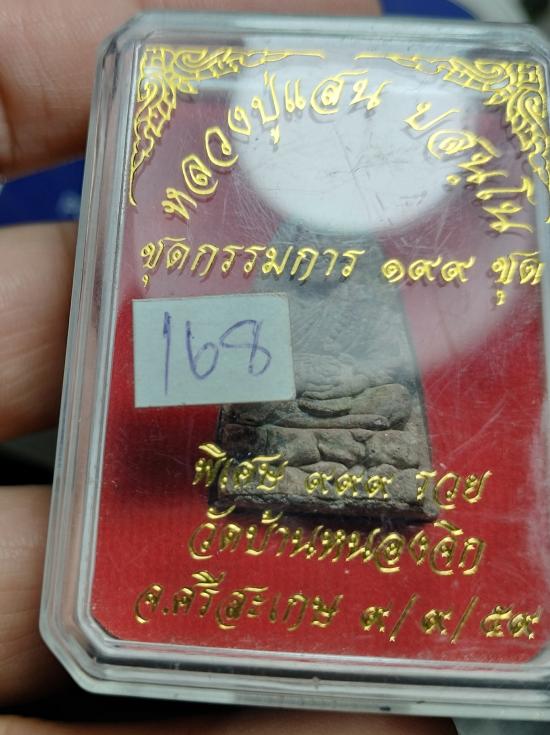 หลวงปู่แสน ปสนฺโน
ชุดกรรมการ ๑๙๙ ชุด
168
พิเศษ ๙๙๙ รวย
วัดบ้านหนองจิก
จ.ศรีสะเกษ ๙/๙/๕๙